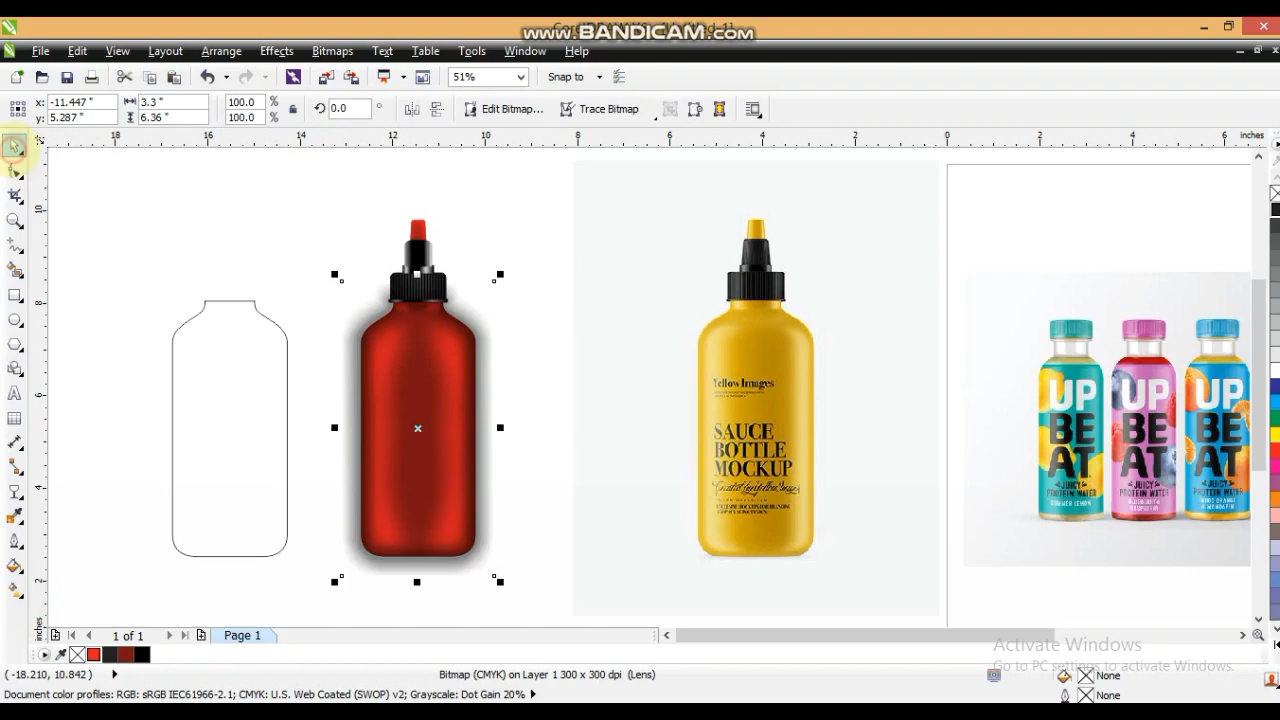 www.BANDICAM.com
File Edit View Layout Arrange Effects Bitmaps Text Table Tools Window Help
51% Snap to
x: -11.447 " 3.3 " 100.0 % 0.0 ° Edit Bitmap... Trace Bitmap
y: 5.287 " 6.36 " 100.0 %
18 16 14 12 10 8 6 4 2 0 2 4 6 inches
10
8
6
4
2
inches
Yellow Images
SAUCE
BOTTLE
MOCKUP
UP
BE
AT
JUICY
PROTEIN WATER
UP
BE
AT
JUICY
PROTEIN WATER
UP
BE
AT
JUICY
PROTEIN WATER
1 of 1 Page 1
Activate Windows
Go to PC settings to activate Windows.
( -18.210, 10.842 ) Bitmap (CMYK) on Layer 1 300 x 300 dpi (Lens) None
Document color profiles: RGB: sRGB IEC61966-2.1; CMYK: U.S. Web Coated (SWOP) v2; Grayscale: Dot Gain 20% None